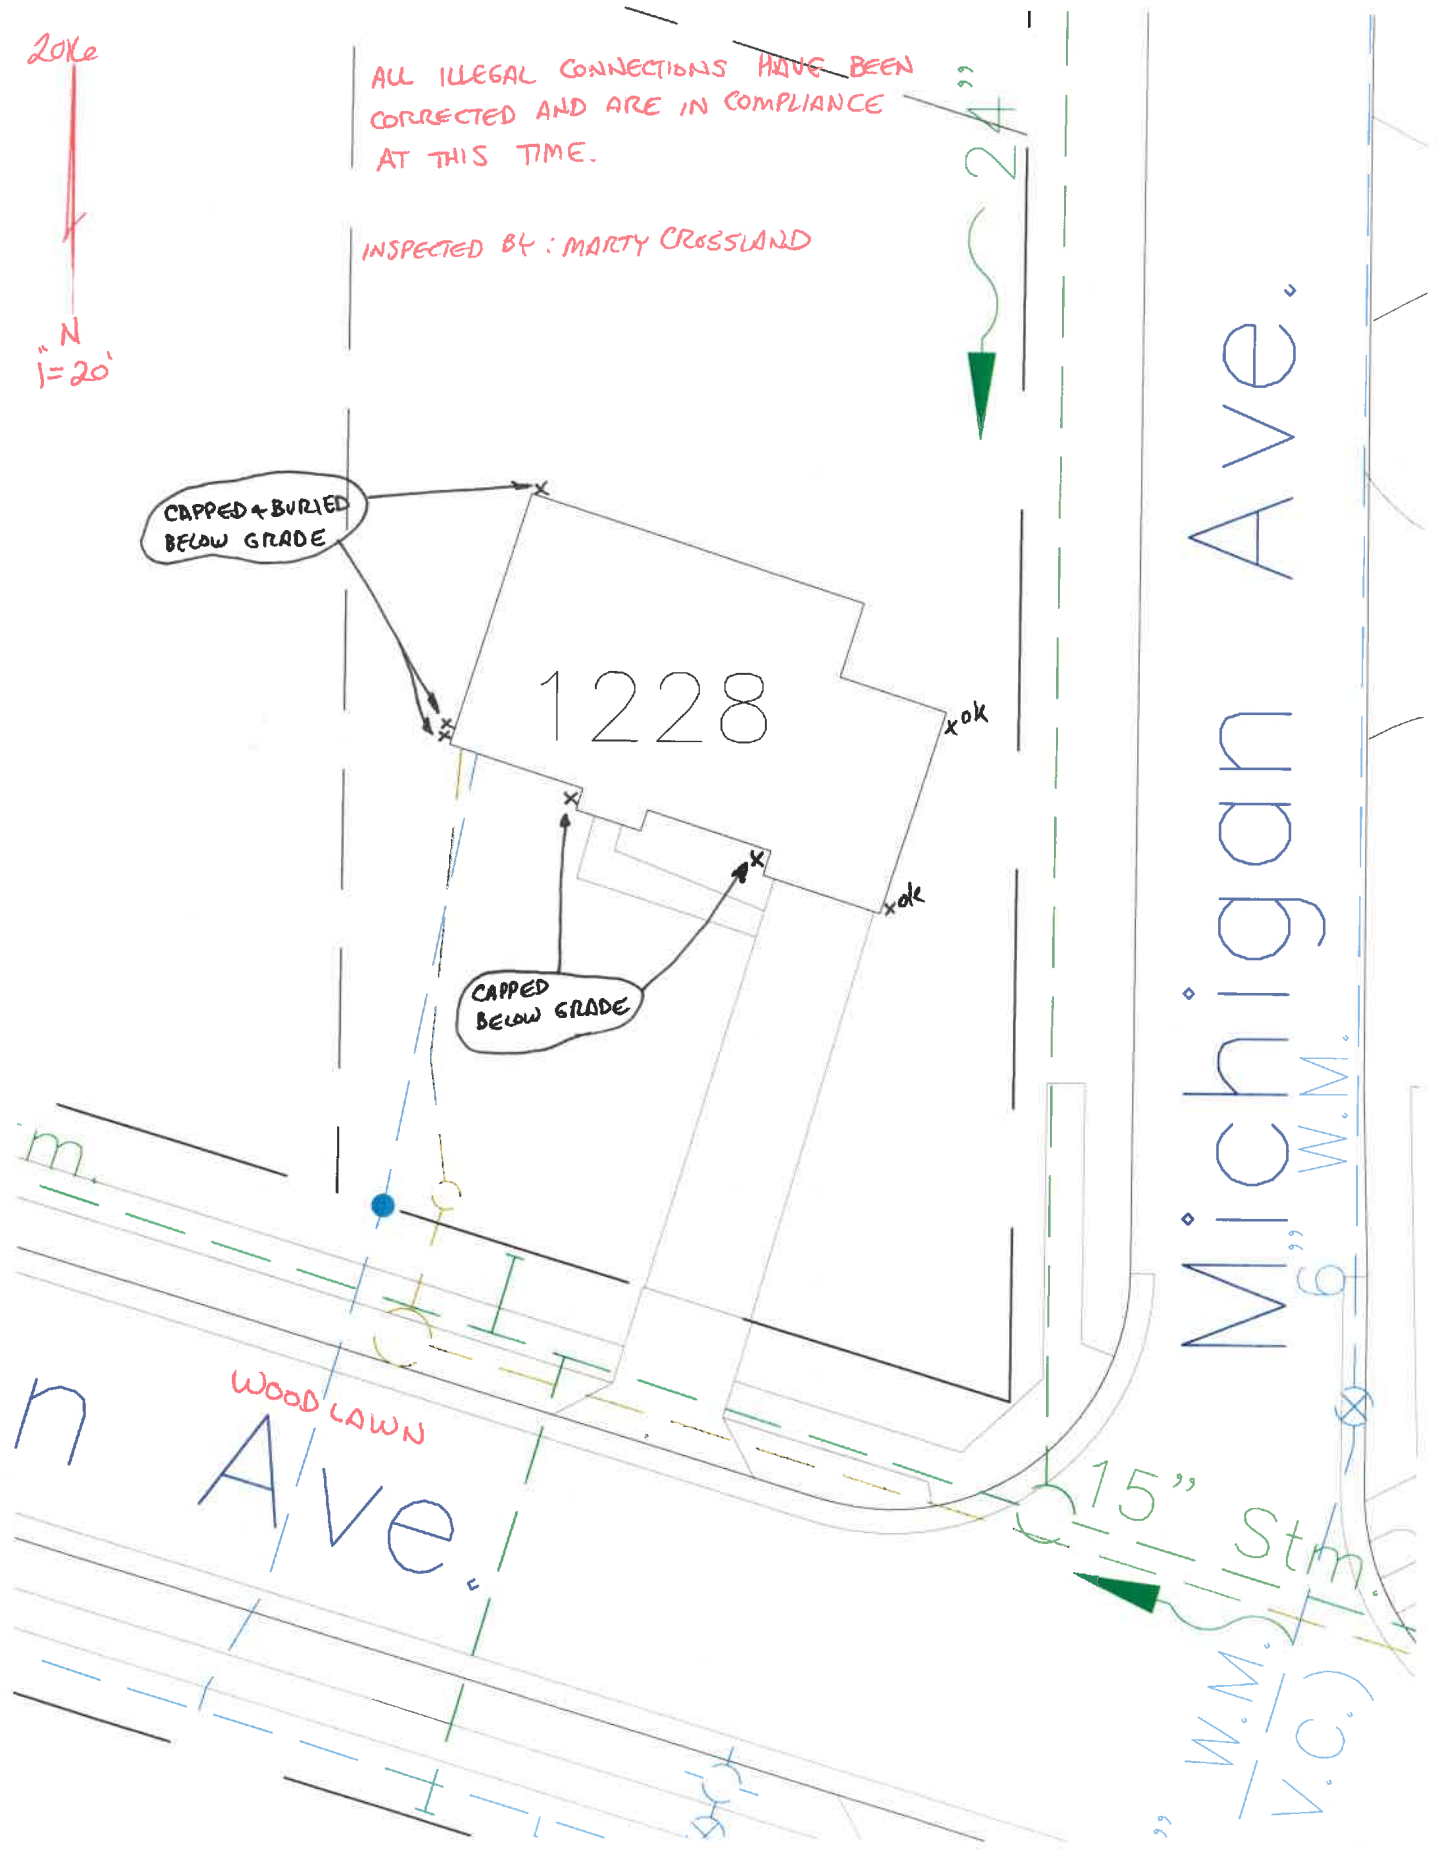 2016
ALL ILLEGAL CONNECTIONS HAVE BEEN
CORRECTED AND ARE IN COMPLIANCE
AT THIS TIME.
INSPECTED BY : MARTY CROSSLAND
N
1"=20'
24"
CAPPED & BURIED
BELOW GRADE
1228
ok
ok
CAPPED
BELOW GRADE
Michigan Ave.
6" W.M.
m.
WOODLAWN
n Ave.
15" Stm.
" W.M.
V.C.)